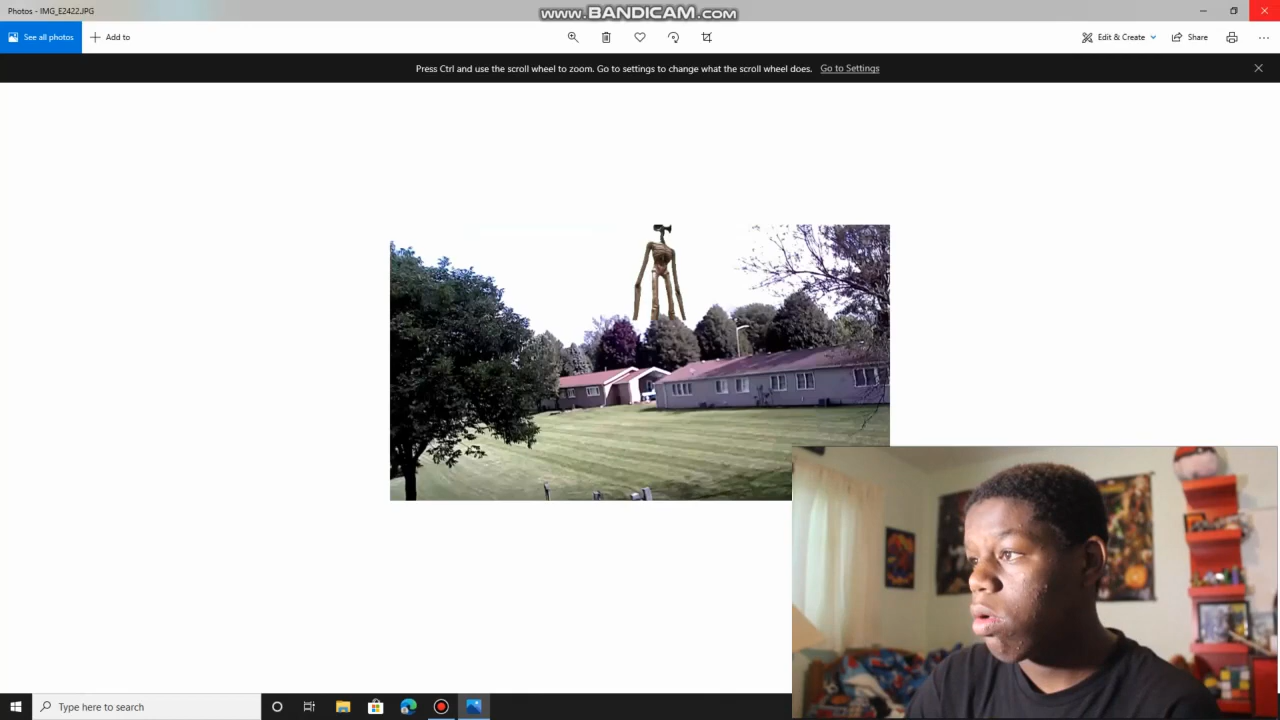 Photos - IMG_E2422.JPG
www.BANDICAM.com
See all photos
Add to
Edit & Create
Share
Press Ctrl and use the scroll wheel to zoom. Go to settings to change what the scroll wheel does. Go to Settings
Type here to search